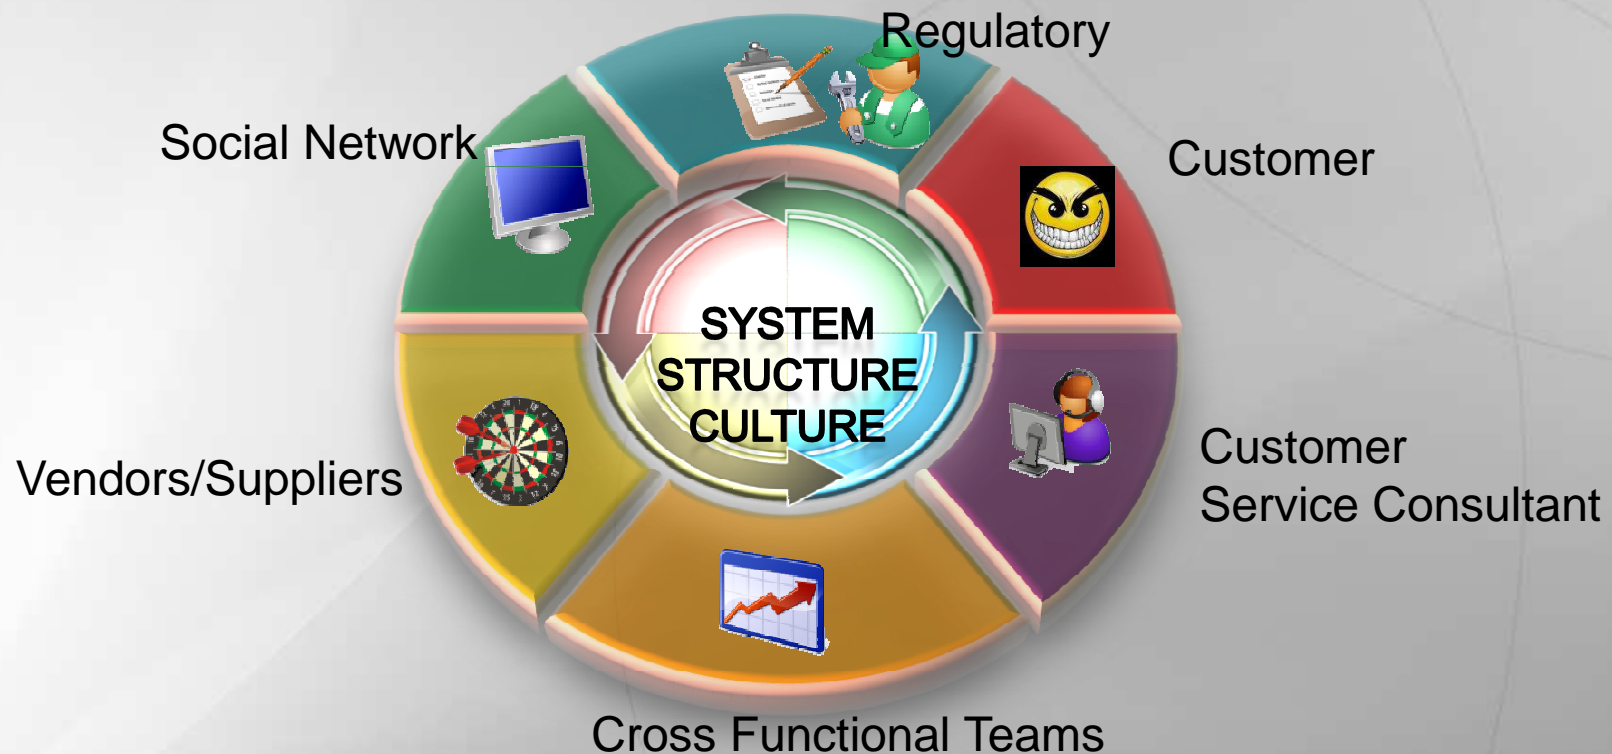 Regulatory
Social Network
Customer
SYSTEM
STRUCTURE
CULTURE
Vendors/Suppliers
Customer
Service Consultant
Cross Functional Teams